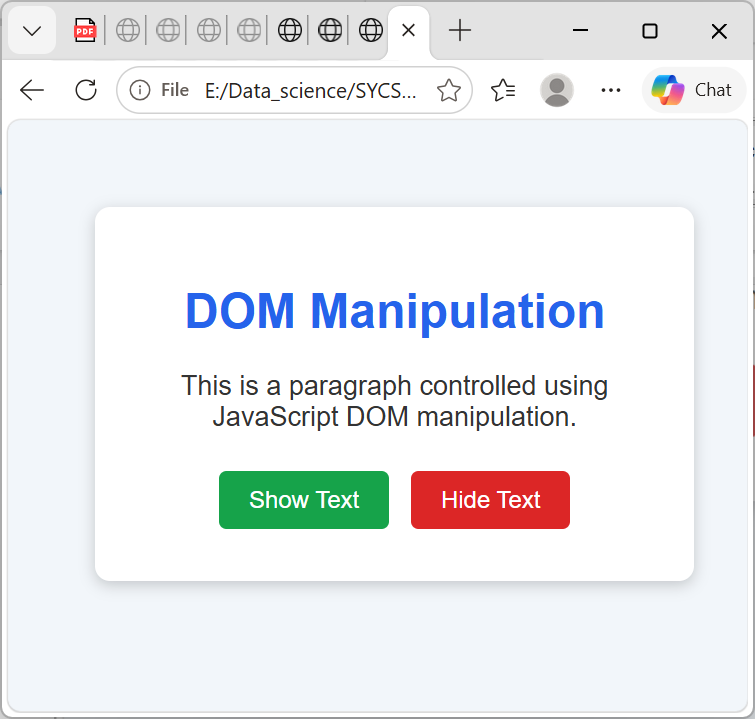 PDF
File E:/Data_science/SYCS...
Chat
DOM Manipulation
This is a paragraph controlled using
JavaScript DOM manipulation.
Show Text Hide Text